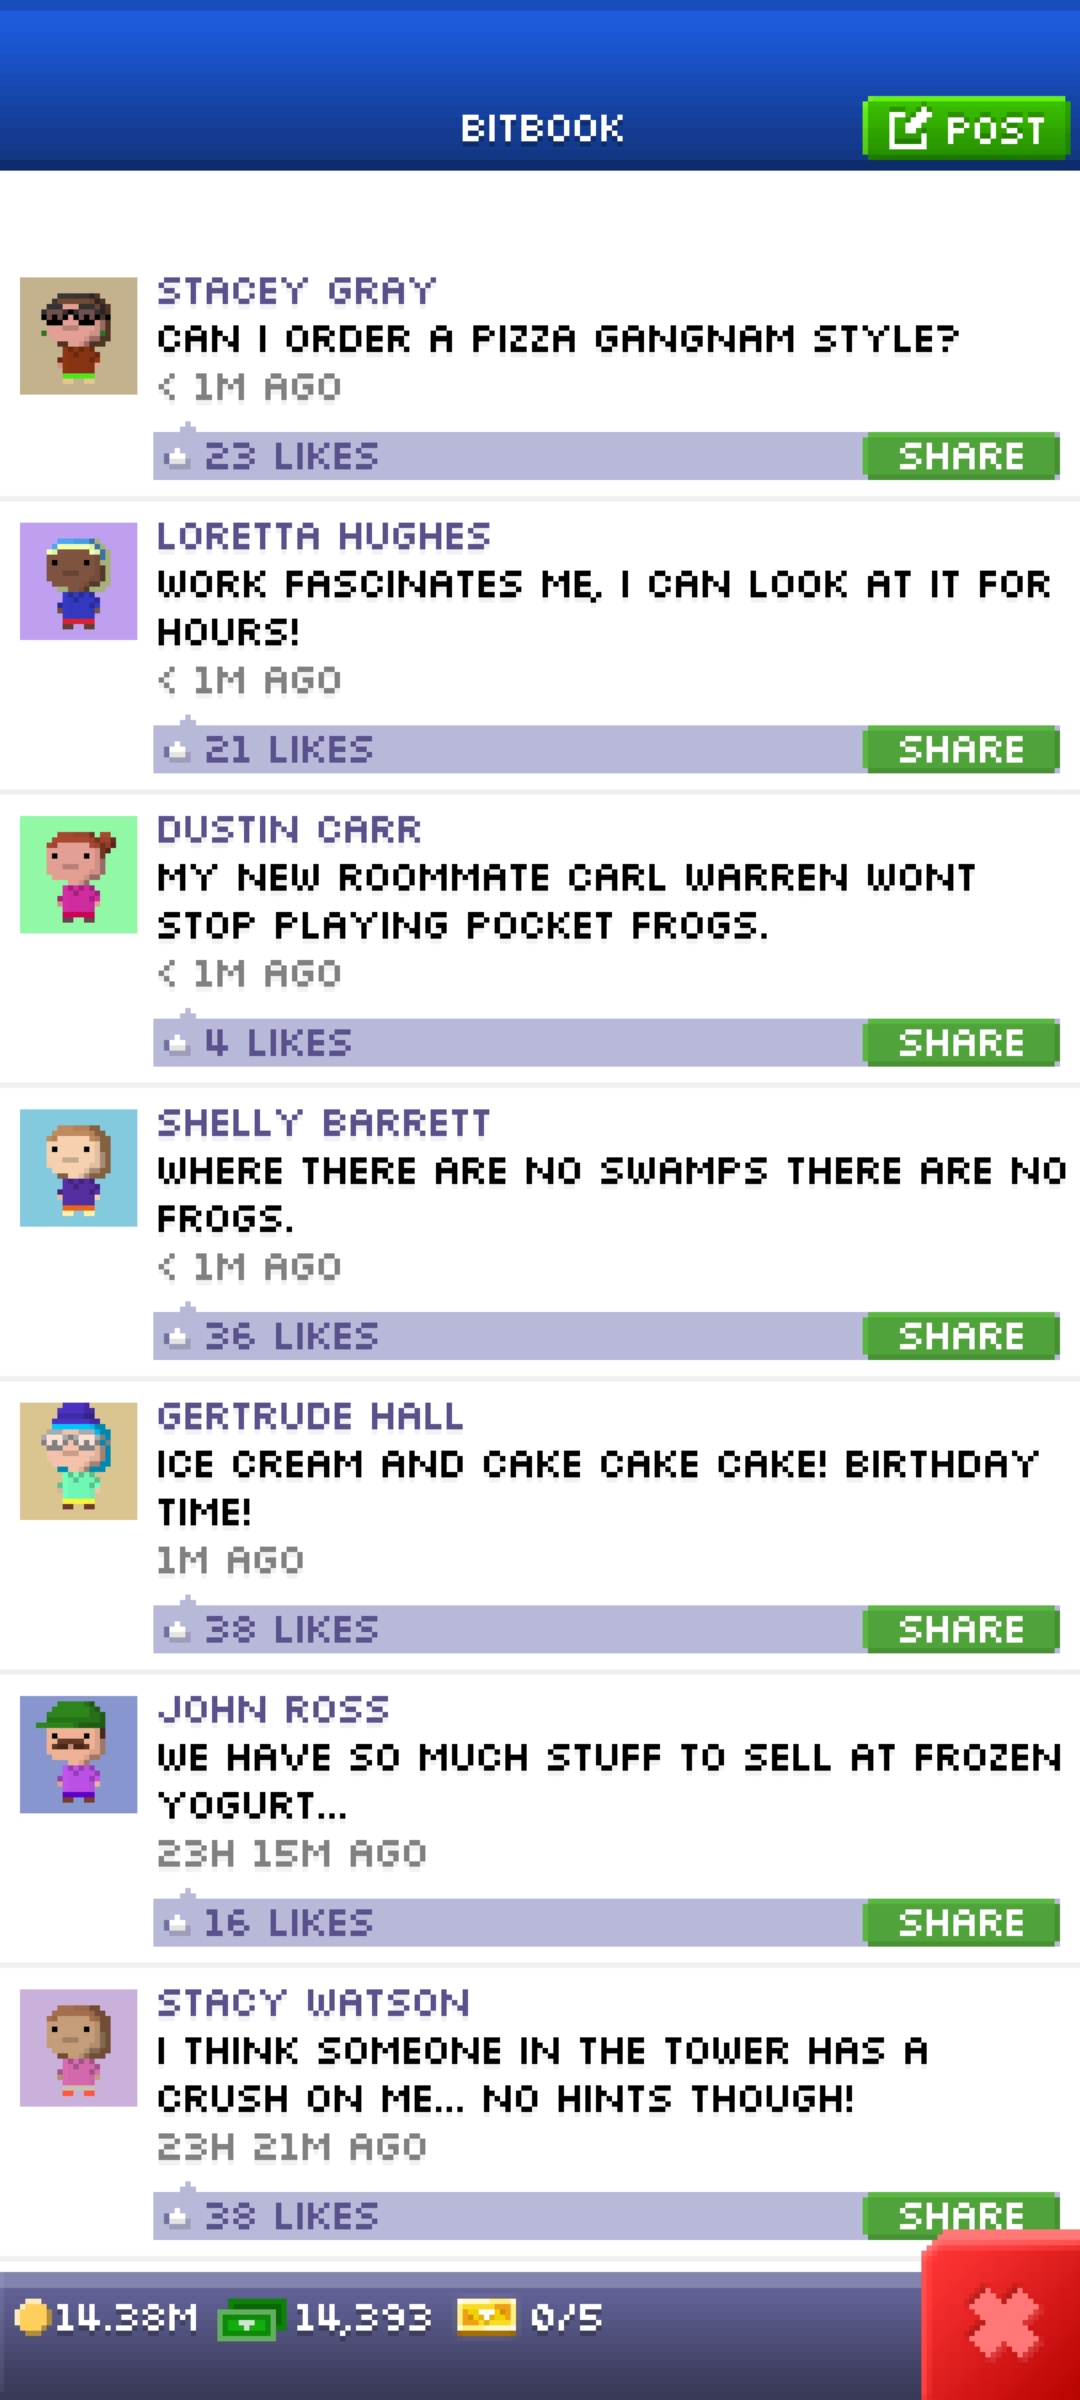 BITBOOK
POST
STACEY GRAY
CAN I ORDER A PIZZA GANGNAM STYLE?
< 1M AGO
23 LIKES
SHARE
LORETTA HUGHES
WORK FASCINATES ME, I CAN LOOK AT IT FOR
HOURS!
< 1M AGO
21 LIKES
SHARE
DUSTIN CARR
MY NEW ROOMMATE CARL WARREN WONT
STOP PLAYING POCKET FROGS.
< 1M AGO
4 LIKES
SHARE
SHELLY BARRETT
WHERE THERE ARE NO SWAMPS THERE ARE NO
FROGS.
< 1M AGO
36 LIKES
SHARE
GERTRUDE HALL
ICE CREAM AND CAKE CAKE CAKE! BIRTHDAY
TIME!
1M AGO
38 LIKES
SHARE
JOHN ROSS
WE HAVE SO MUCH STUFF TO SELL AT FROZEN
YOGURT...
23H 15M AGO
16 LIKES
SHARE
STACY WATSON
I THINK SOMEONE IN THE TOWER HAS A
CRUSH ON ME... NO HINTS THOUGH!
23H 21M AGO
38 LIKES
SHARE
14.38M 14,393 0/5